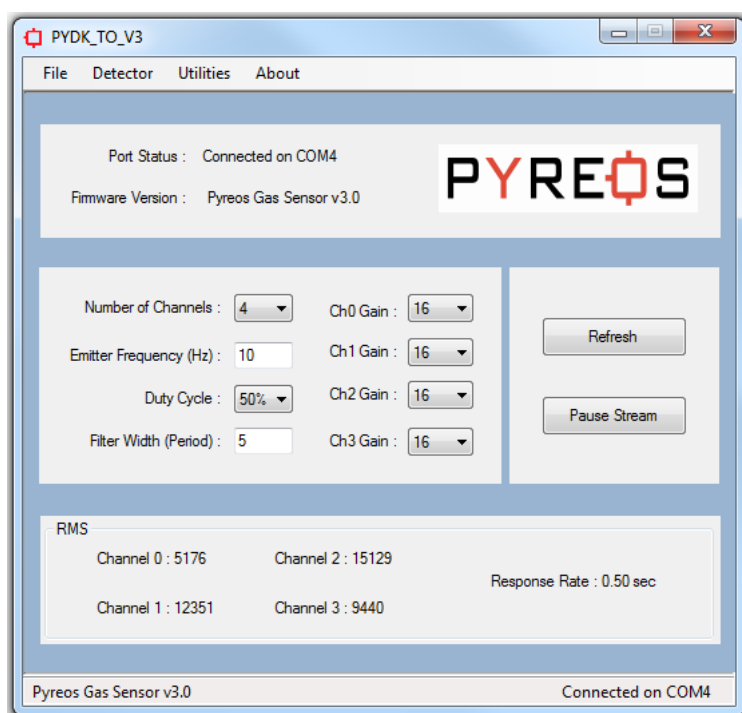 PYDK_TO_V3
File Detector Utilities About
Port Status : Connected on COM4
Firmware Version : Pyreos Gas Sensor v3.0
PYREOS
Number of Channels : 4
Emitter Frequency (Hz) : 10
Duty Cycle : 50%
Filter Width (Period) : 5
Ch0 Gain : 16
Ch1 Gain : 16
Ch2 Gain : 16
Ch3 Gain : 16
Refresh
Pause Stream
RMS
Channel 0 : 5176
Channel 1 : 12351
Channel 2 : 15129
Channel 3 : 9440
Response Rate : 0.50 sec
Pyreos Gas Sensor v3.0
Connected on COM4